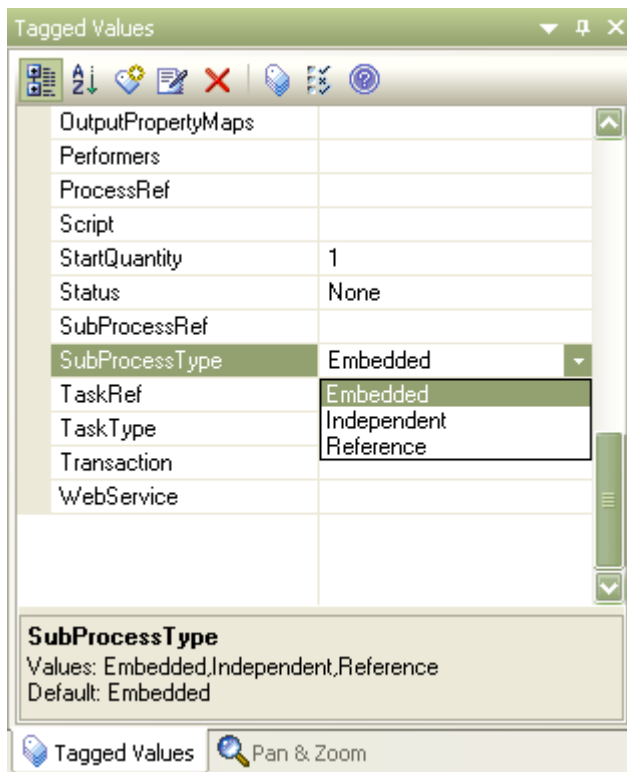 Tagged Values
OutputPropertyMaps
Performers
ProcessRef
Script
StartQuantity 1
Status None
SubProcessRef
SubProcessType Embedded
TaskRef Embedded
TaskType Independent
Reference
Transaction
WebService
SubProcessType
Values: Embedded,Independent,Reference
Default: Embedded
Tagged Values Pan & Zoom